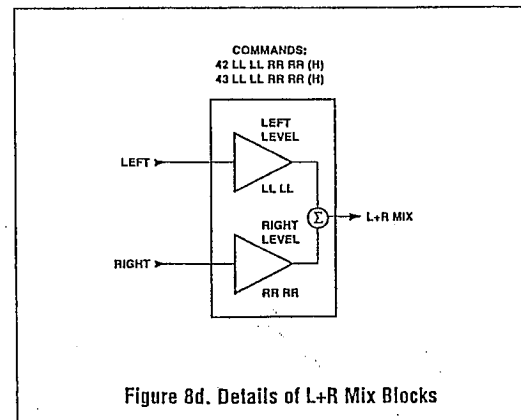 COMMANDS:
42 LL LL RR RR (H)
43 LL LL RR RR (H)
LEFT
LEVEL
LEFT
LL LL
Σ
L+R MIX
RIGHT
LEVEL
RIGHT
RR RR
Figure 8d. Details of L+R Mix Blocks